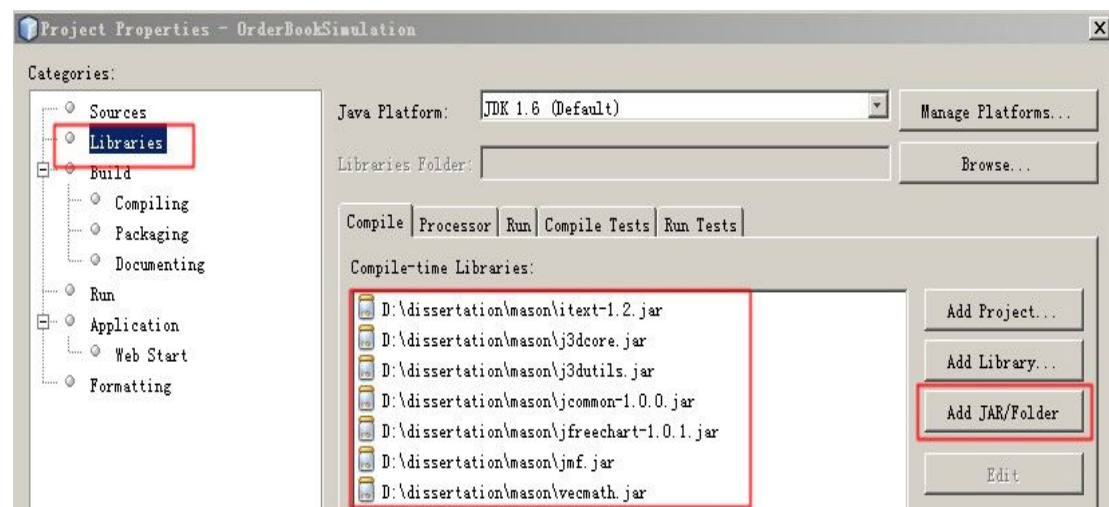 Project Properties - OrderBookSimulation
X
Categories:
Sources
Libraries
Build
Compiling
Packaging
Documenting
Run
Application
Web Start
Formatting
Java Platform: JDK 1.6 (Default) Manage Platforms...
Libraries Folder: Browse...
Compile Processor Run Compile Tests Run Tests
Compile-time Libraries:
D:\dissertation\mason\itext-1.2.jar
D:\dissertation\mason\j3dcore.jar
D:\dissertation\mason\j3dutils.jar
D:\dissertation\mason\jcommon-1.0.0.jar
D:\dissertation\mason\jfreechart-1.0.1.jar
D:\dissertation\mason\jmf.jar
D:\dissertation\mason\vecmath.jar
Add Project...
Add Library...
Add JAR/Folder
Edit